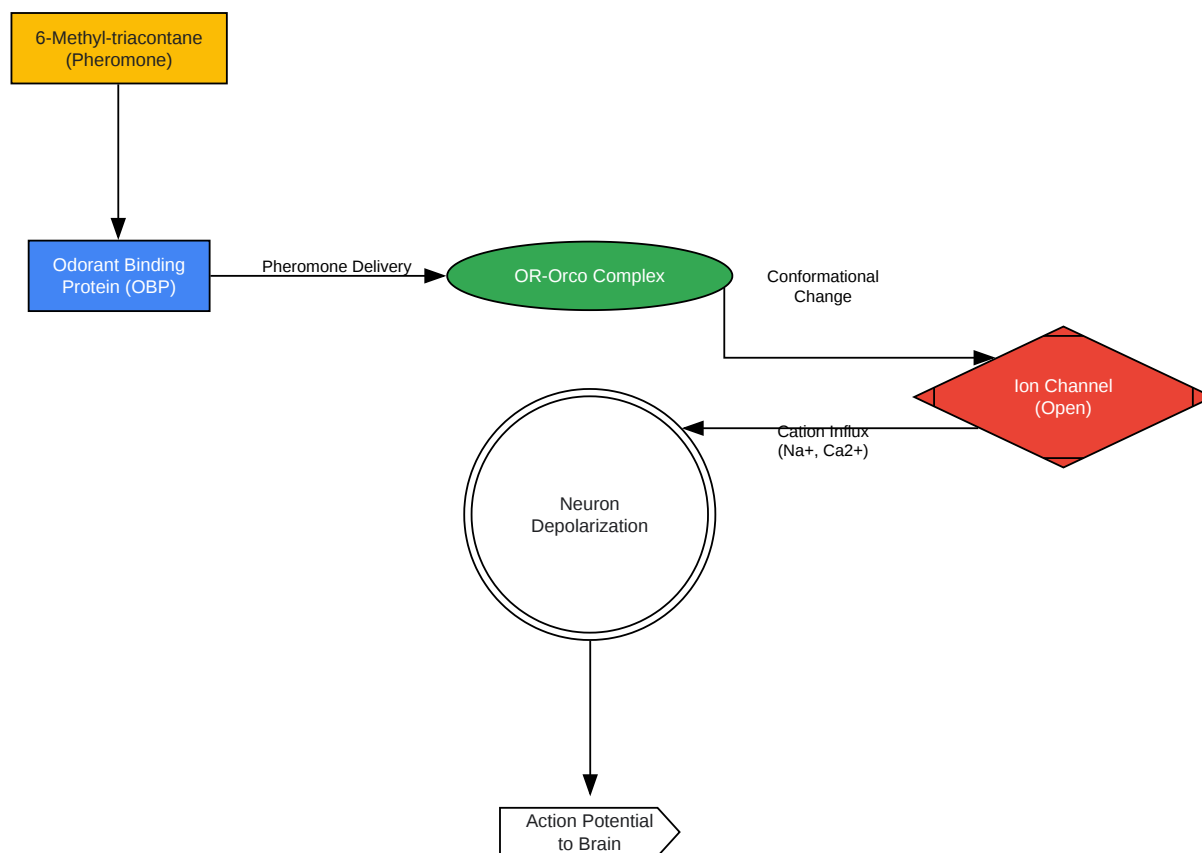 6-Methyl-triacontane
(Pheromone)
Odorant Binding
Protein (OBP)
Pheromone Delivery
OR-Orco Complex
Conformational
Change
Ion Channel
(Open)
Cation Influx
(Na+, Ca2+)
Neuron
Depolarization
Action Potential
to Brain